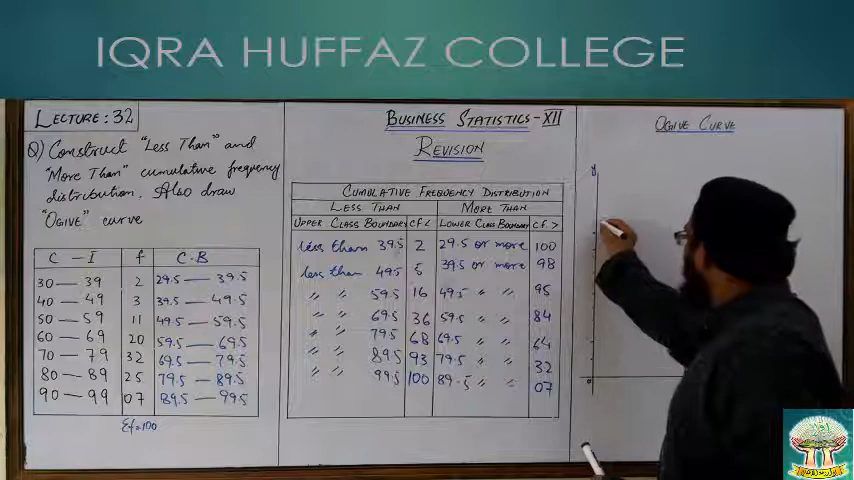 IQRA HUFFAZ COLLEGE
LECTURE: 32
Q) Construct "Less Than" and
"More Than" cumulative frequency
distribution. Also draw
"OGIVE" curve
C - I f C.B
30 — 39 2 29.5 — 39.5
40 — 49 3 39.5 — 49.5
50 — 59 11 49.5 — 59.5
60 — 69 20 59.5 — 69.5
70 — 79 32 69.5 — 79.5
80 — 89 25 79.5 — 89.5
90 — 99 07 89.5 — 99.5
Σf=100
BUSINESS STATISTICS-XII
REVISION
CUMULATIVE FREQUENCY DISTRIBUTION
LESS THAN MORE THAN
UPPER CLASS BOUNDARY CF< LOWER CLASS BOUNDARY C.F. >
less than 39.5 2 29.5 or more 100
less than 49.5 5 39.5 or more 98
" " 59.5 16 49.5 " " 95
" " 69.5 36 59.5 " " 84
" " 79.5 68 69.5 " " 64
" " 89.5 93 79.5 " " 32
" " 99.5 100 89.5 " " 07
OGIVE CURVE
y
0